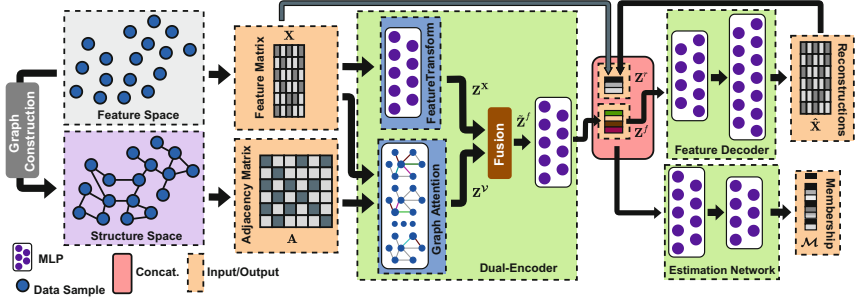 Graph
Construction
Feature Space
Structure Space
MLP
Data Sample
Concat.
Input/Output
Feature Matrix
X
Adjacency Matrix
A
FeatureTransform
Graph Attention
Z^X
Z^V
Fusion
Z̃^f
Dual-Encoder
Z^r
Z^f
Feature Decoder
Reconstructions
X̂
Estimation Network
Membership
M